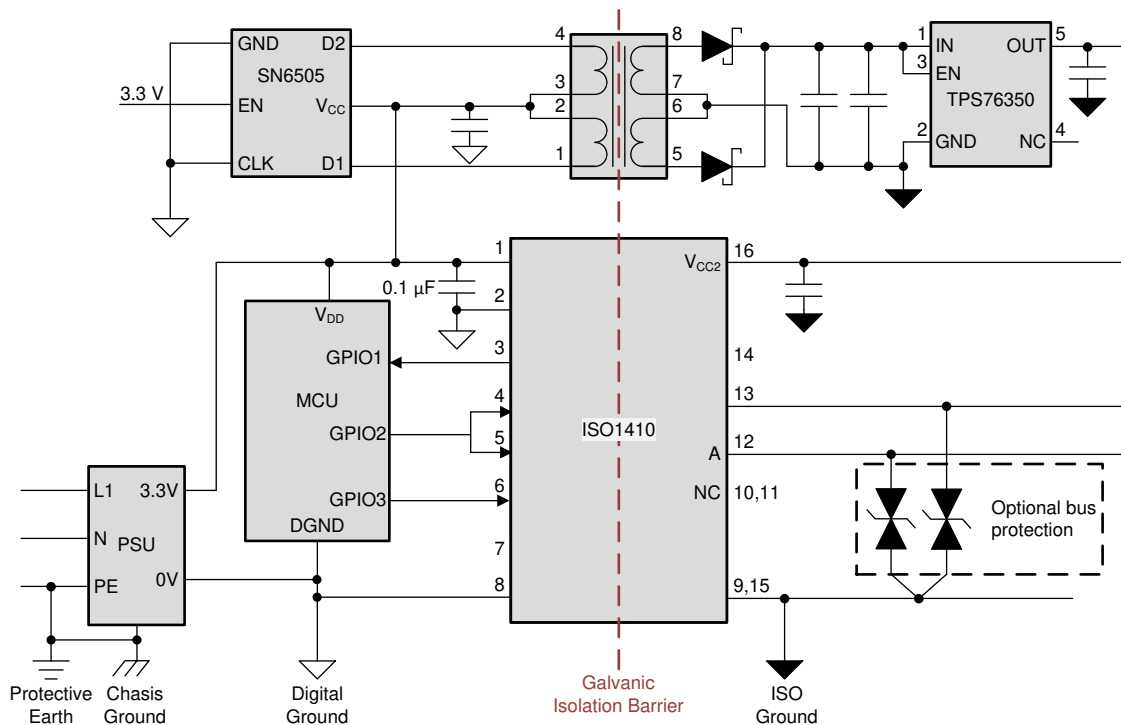 GND
D2
4
8
1
IN
OUT
5
SN6505
3
EN
3
7
TPS76350
3.3 V
EN
VCC
2
6
2
GND
NC
4
CLK
D1
1
5
1
VCC2
16
0.1 µF
2
VDD
GPIO1
3
14
MCU
4
13
GPIO2
5
ISO1410
A
12
L1
3.3V
GPIO3
6
NC
10,11
Optional bus
protection
N
PSU
DGND
7
PE
0V
8
9,15
Protective
Earth
Chasis
Ground
Digital
Ground
Galvanic
Isolation Barrier
ISO
Ground